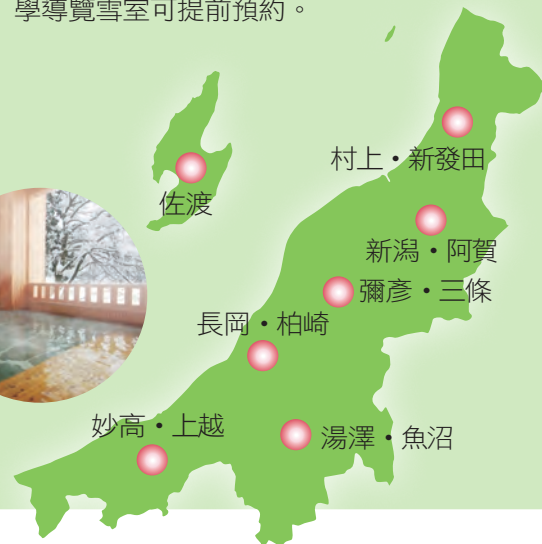 學導覽雪室可提前預約。
村上・新發田
佐渡
新潟・阿賀
彌彥・三條
長岡・柏崎
妙高・上越
湯澤・魚沼